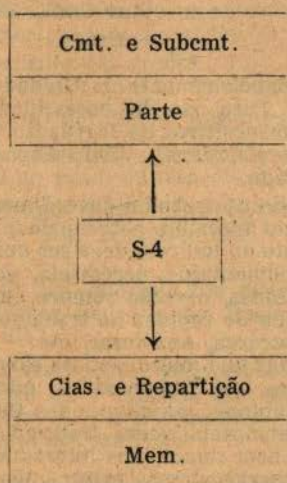 Cmt. e Subcmt.
Parte
S-4
Cias. e Repartição
Mem.